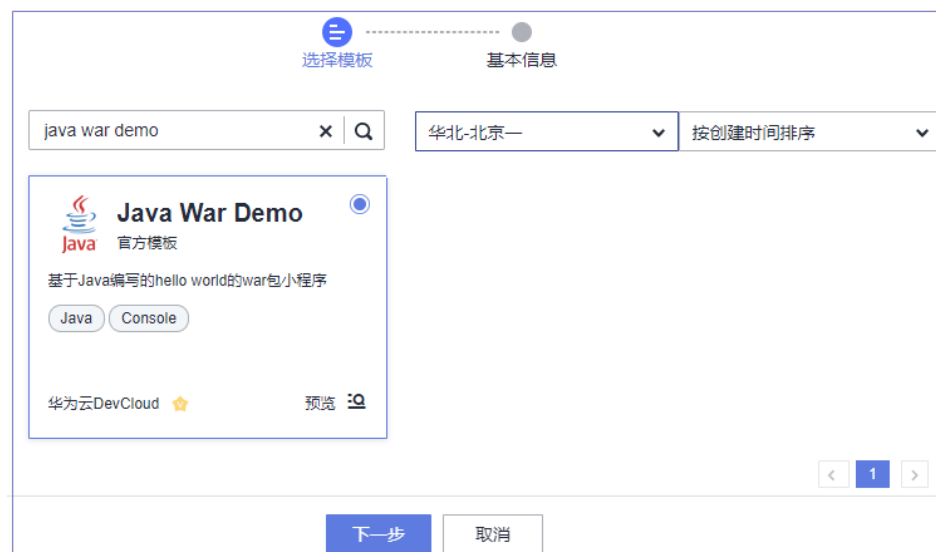 选择模板
基本信息
java war demo
华北-北京一
按创建时间排序
Java War Demo
Java
官方模板
基于Java编写的hello world的war包小程序
Java
Console
华为云DevCloud
预览
1
下一步
取消